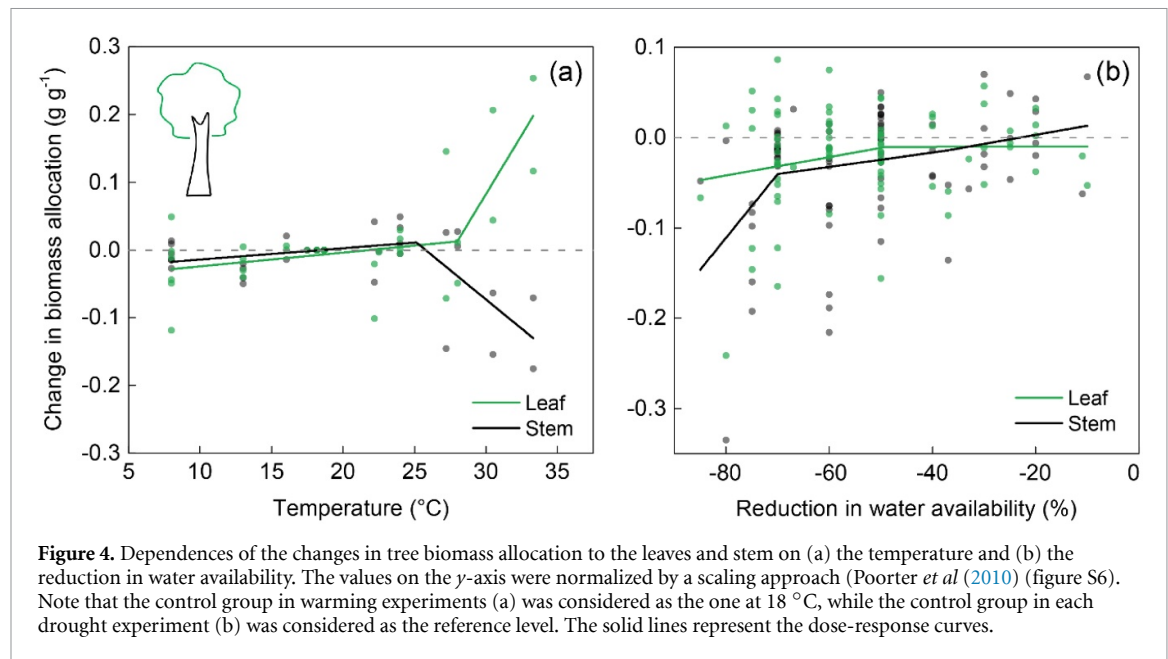 (a)
0.3
0.2
0.1
0.0
-0.1
-0.2
-0.3
Change in biomass allocation (g g⁻¹)
Leaf
Stem
5 10 15 20 25 30 35
Temperature (°C)
(b)
0.1
0.0
-0.1
-0.2
-0.3
Leaf
Stem
-80 -60 -40 -20 0
Reduction in water availability (%)
Figure 4. Dependences of the changes in tree biomass allocation to the leaves and stem on (a) the temperature and (b) the
reduction in water availability. The values on the y-axis were normalized by a scaling approach (Poorter et al (2010) (figure S6).
Note that the control group in warming experiments (a) was considered as the one at 18 °C, while the control group in each
drought experiment (b) was considered as the reference level. The solid lines represent the dose-response curves.